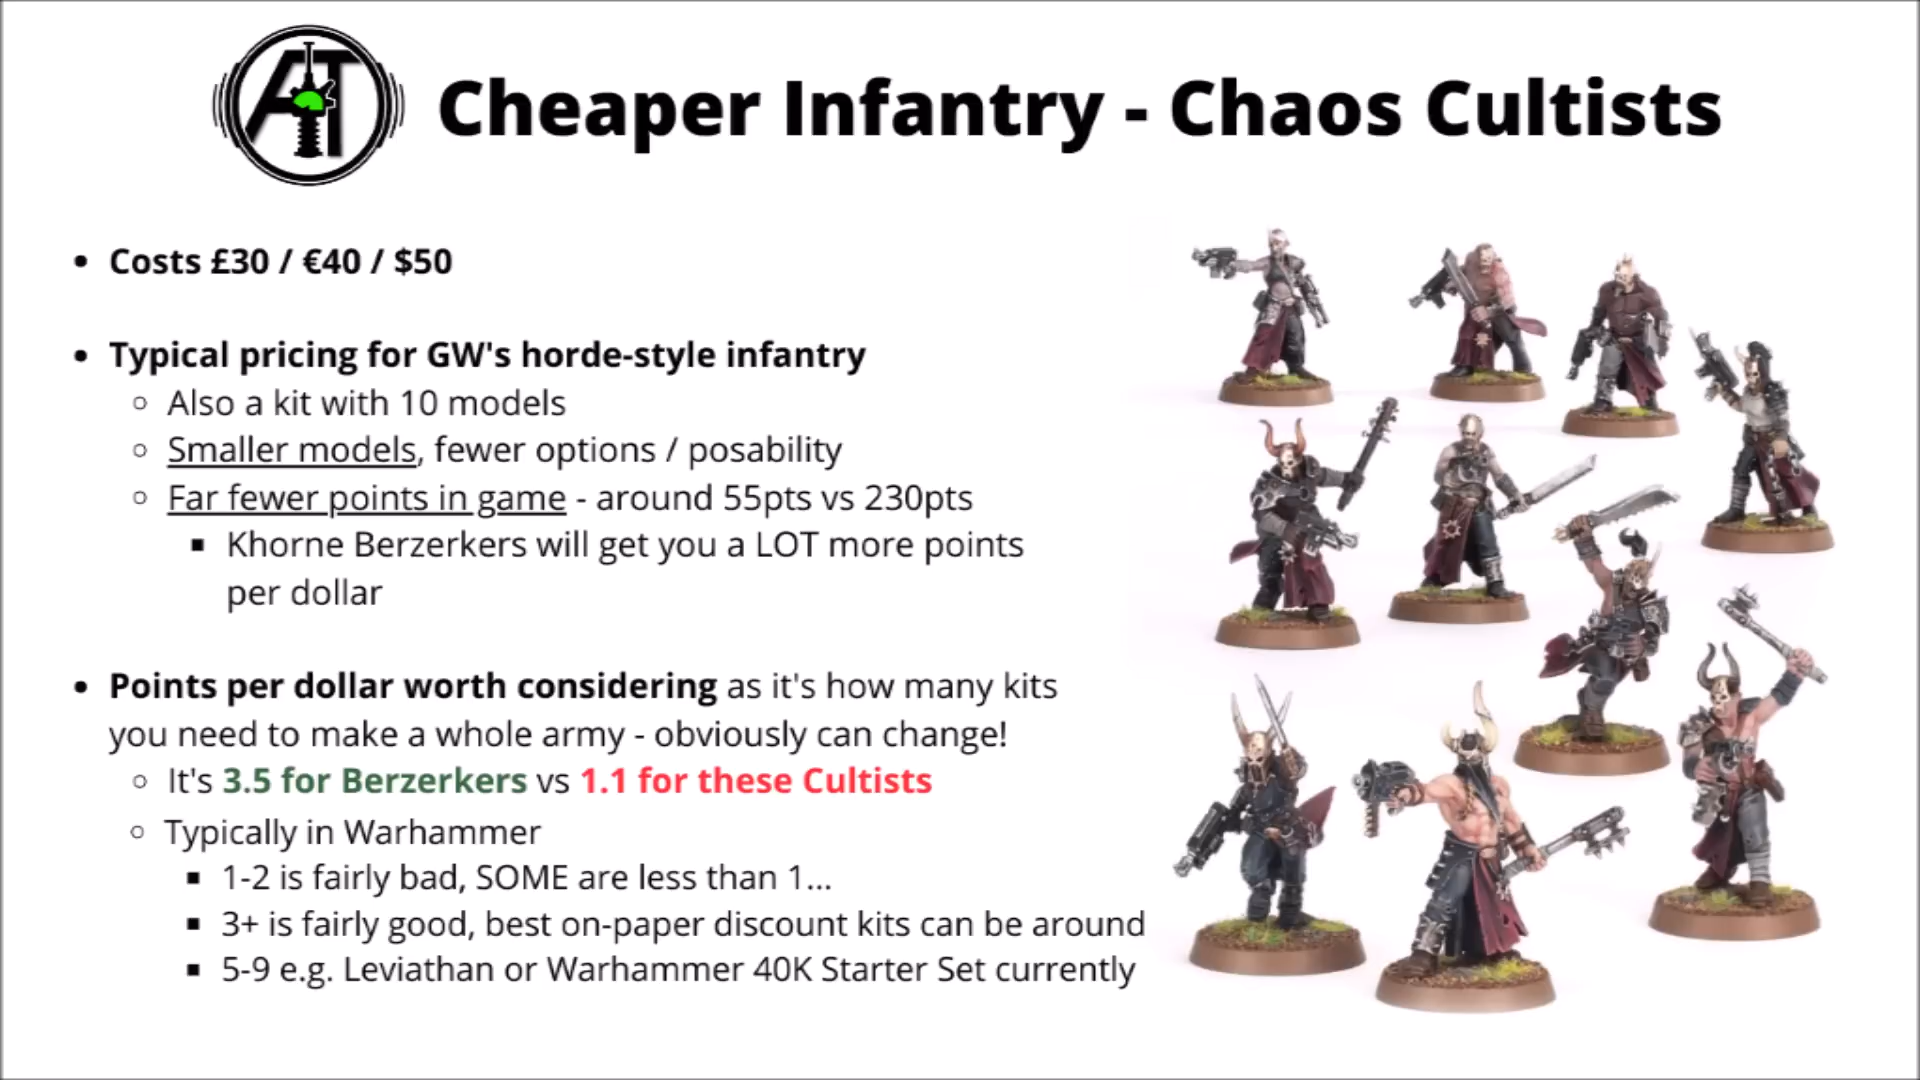 AT
Cheaper Infantry - Chaos Cultists
• Costs £30 / €40 / $50
• Typical pricing for GW's horde-style infantry
○ Also a kit with 10 models
○ Smaller models, fewer options / posability
○ Far fewer points in game - around 55pts vs 230pts
▪ Khorne Berzerkers will get you a LOT more points
per dollar
• Points per dollar worth considering as it's how many kits
you need to make a whole army - obviously can change!
○ It's 3.5 for Berzerkers vs 1.1 for these Cultists
○ Typically in Warhammer
▪ 1-2 is fairly bad, SOME are less than 1...
▪ 3+ is fairly good, best on-paper discount kits can be around
▪ 5-9 e.g. Leviathan or Warhammer 40K Starter Set currently